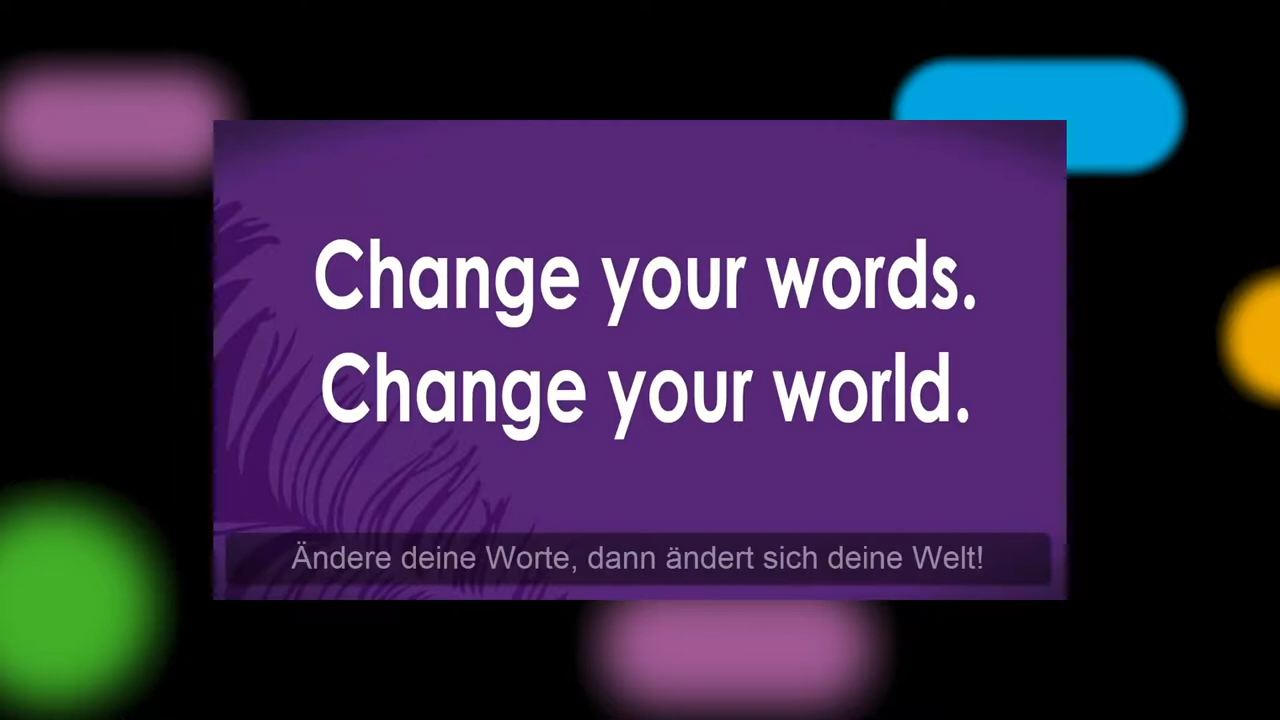 Change your words.
Change your world.
Ändere deine Worte, dann ändert sich deine Welt!